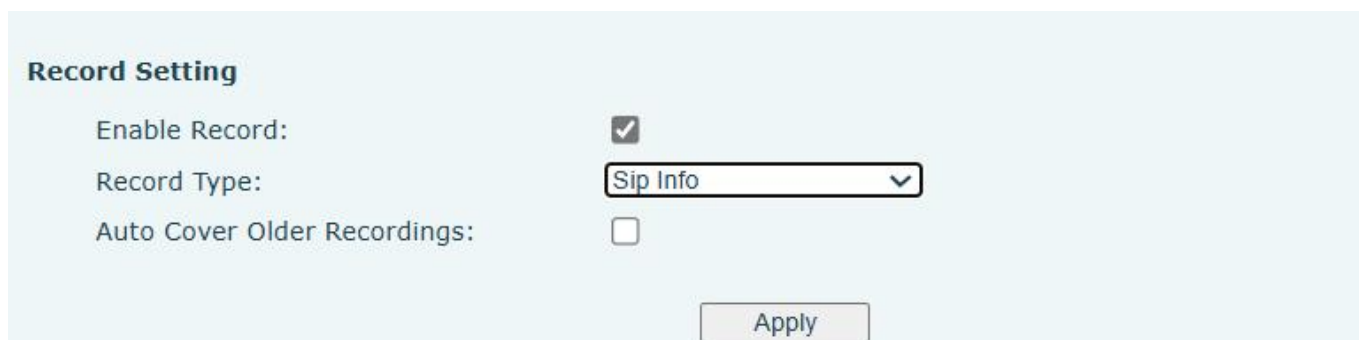 Record Setting
Enable Record:
Record Type: Sip Info
Auto Cover Older Recordings:
Apply